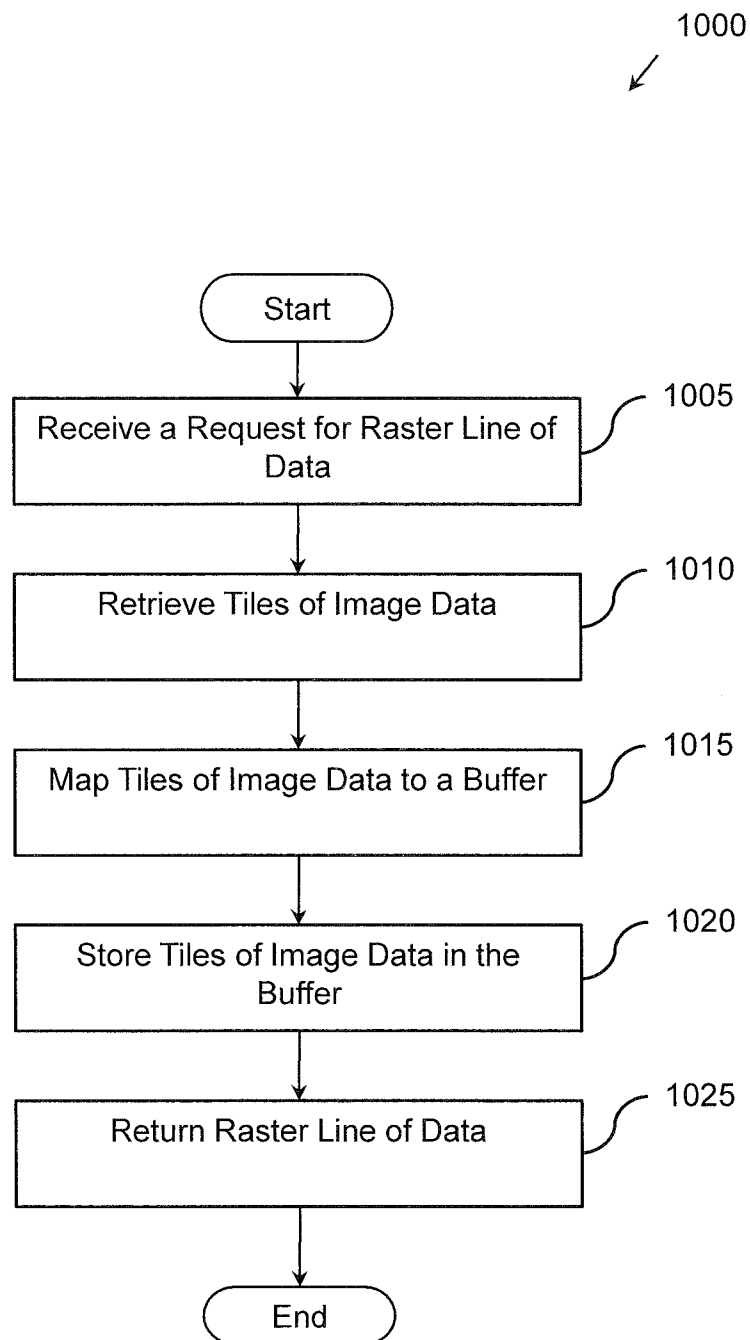 1000
Start
1005
Receive a Request for Raster Line of
Data
1010
Retrieve Tiles of Image Data
1015
Map Tiles of Image Data to a Buffer
1020
Store Tiles of Image Data in the
Buffer
1025
Return Raster Line of Data
End